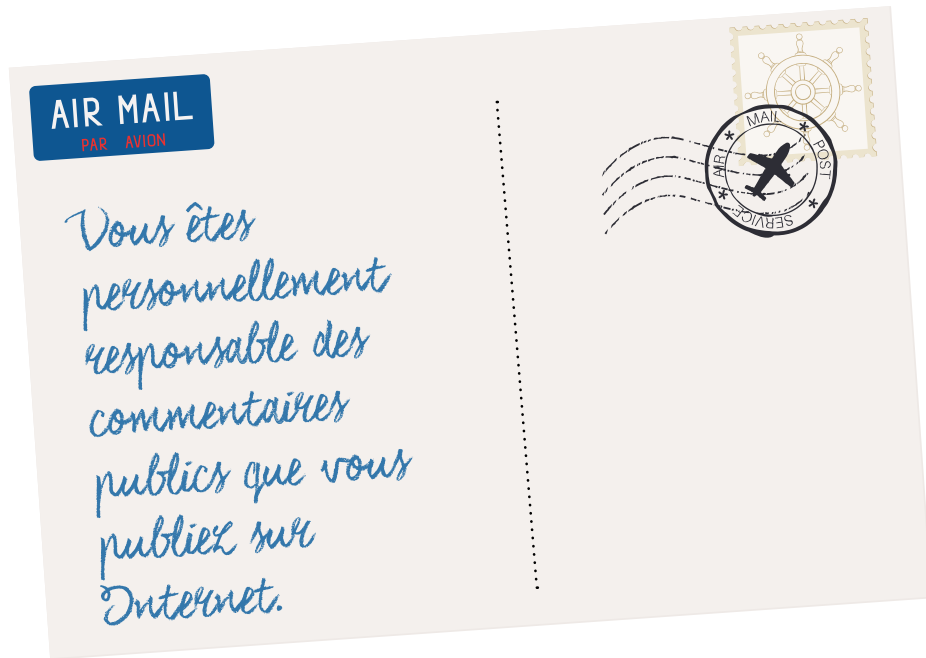 AIR MAIL
PAR AVION
MAIL
AIR
POST
SERVICE
Vous êtes
personnellement
responsable des
commentaires
publics que vous
publiez sur
Internet.